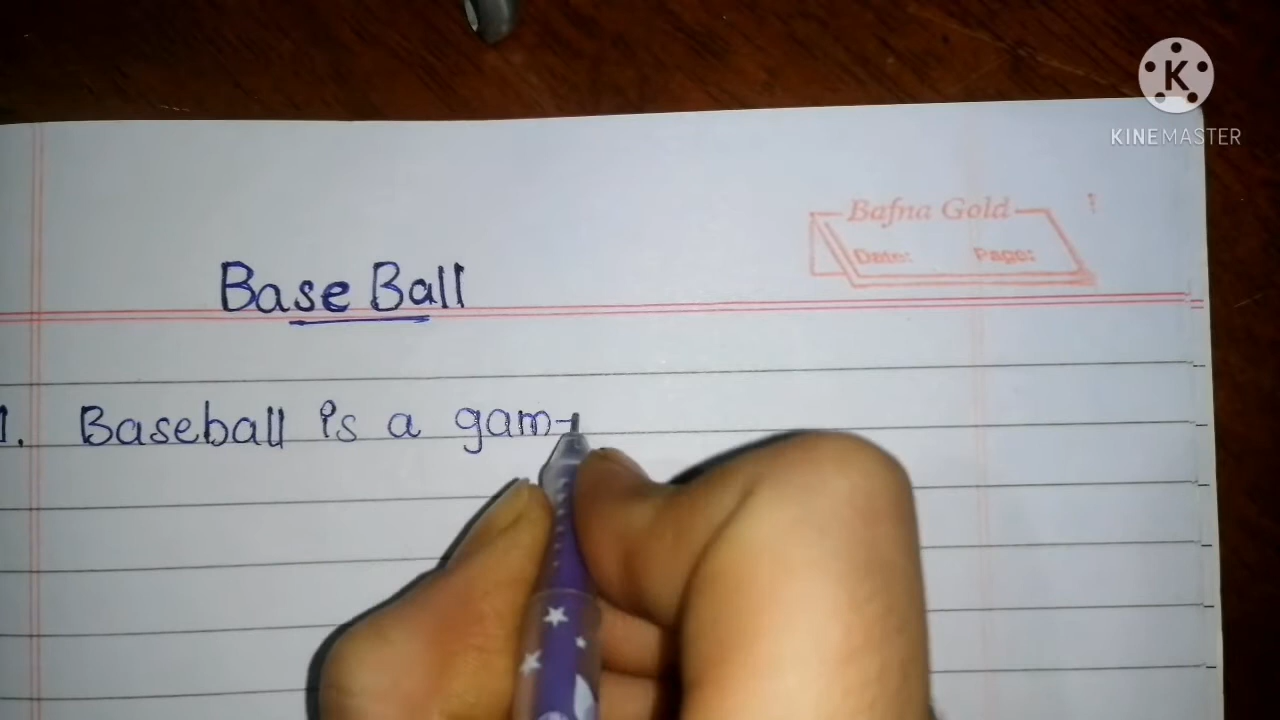 KINEMASTER
Bafna Gold
Date: Page:
Base Ball
1. Baseball is a gam